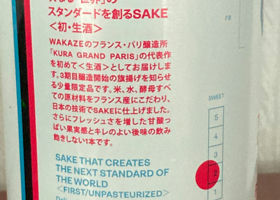 スタンダードを創るSAKE
<初・生酒>
WAKAZEのフランス・パリ醸造所
「KURA GRAND PARIS」の代表作
を初めて<生酒>としてお届けします。
3期目醸造開始の旗揚げを知らせ
る少量限定品です。米、水、酵母すべ
ての原材料をフランス産にこだわり、
日本の技術でSAKEに仕上げました。
さらにフレッシュさを増した甘酸っ
ぱい果実感とキレのよい後味の飲み
飽きしない1本です。
SAKE THAT CREATES
THE NEXT STANDARD OF
THE WORLD
<FIRST/UNPASTEURIZED>
SWEET
5
4
3
2
1